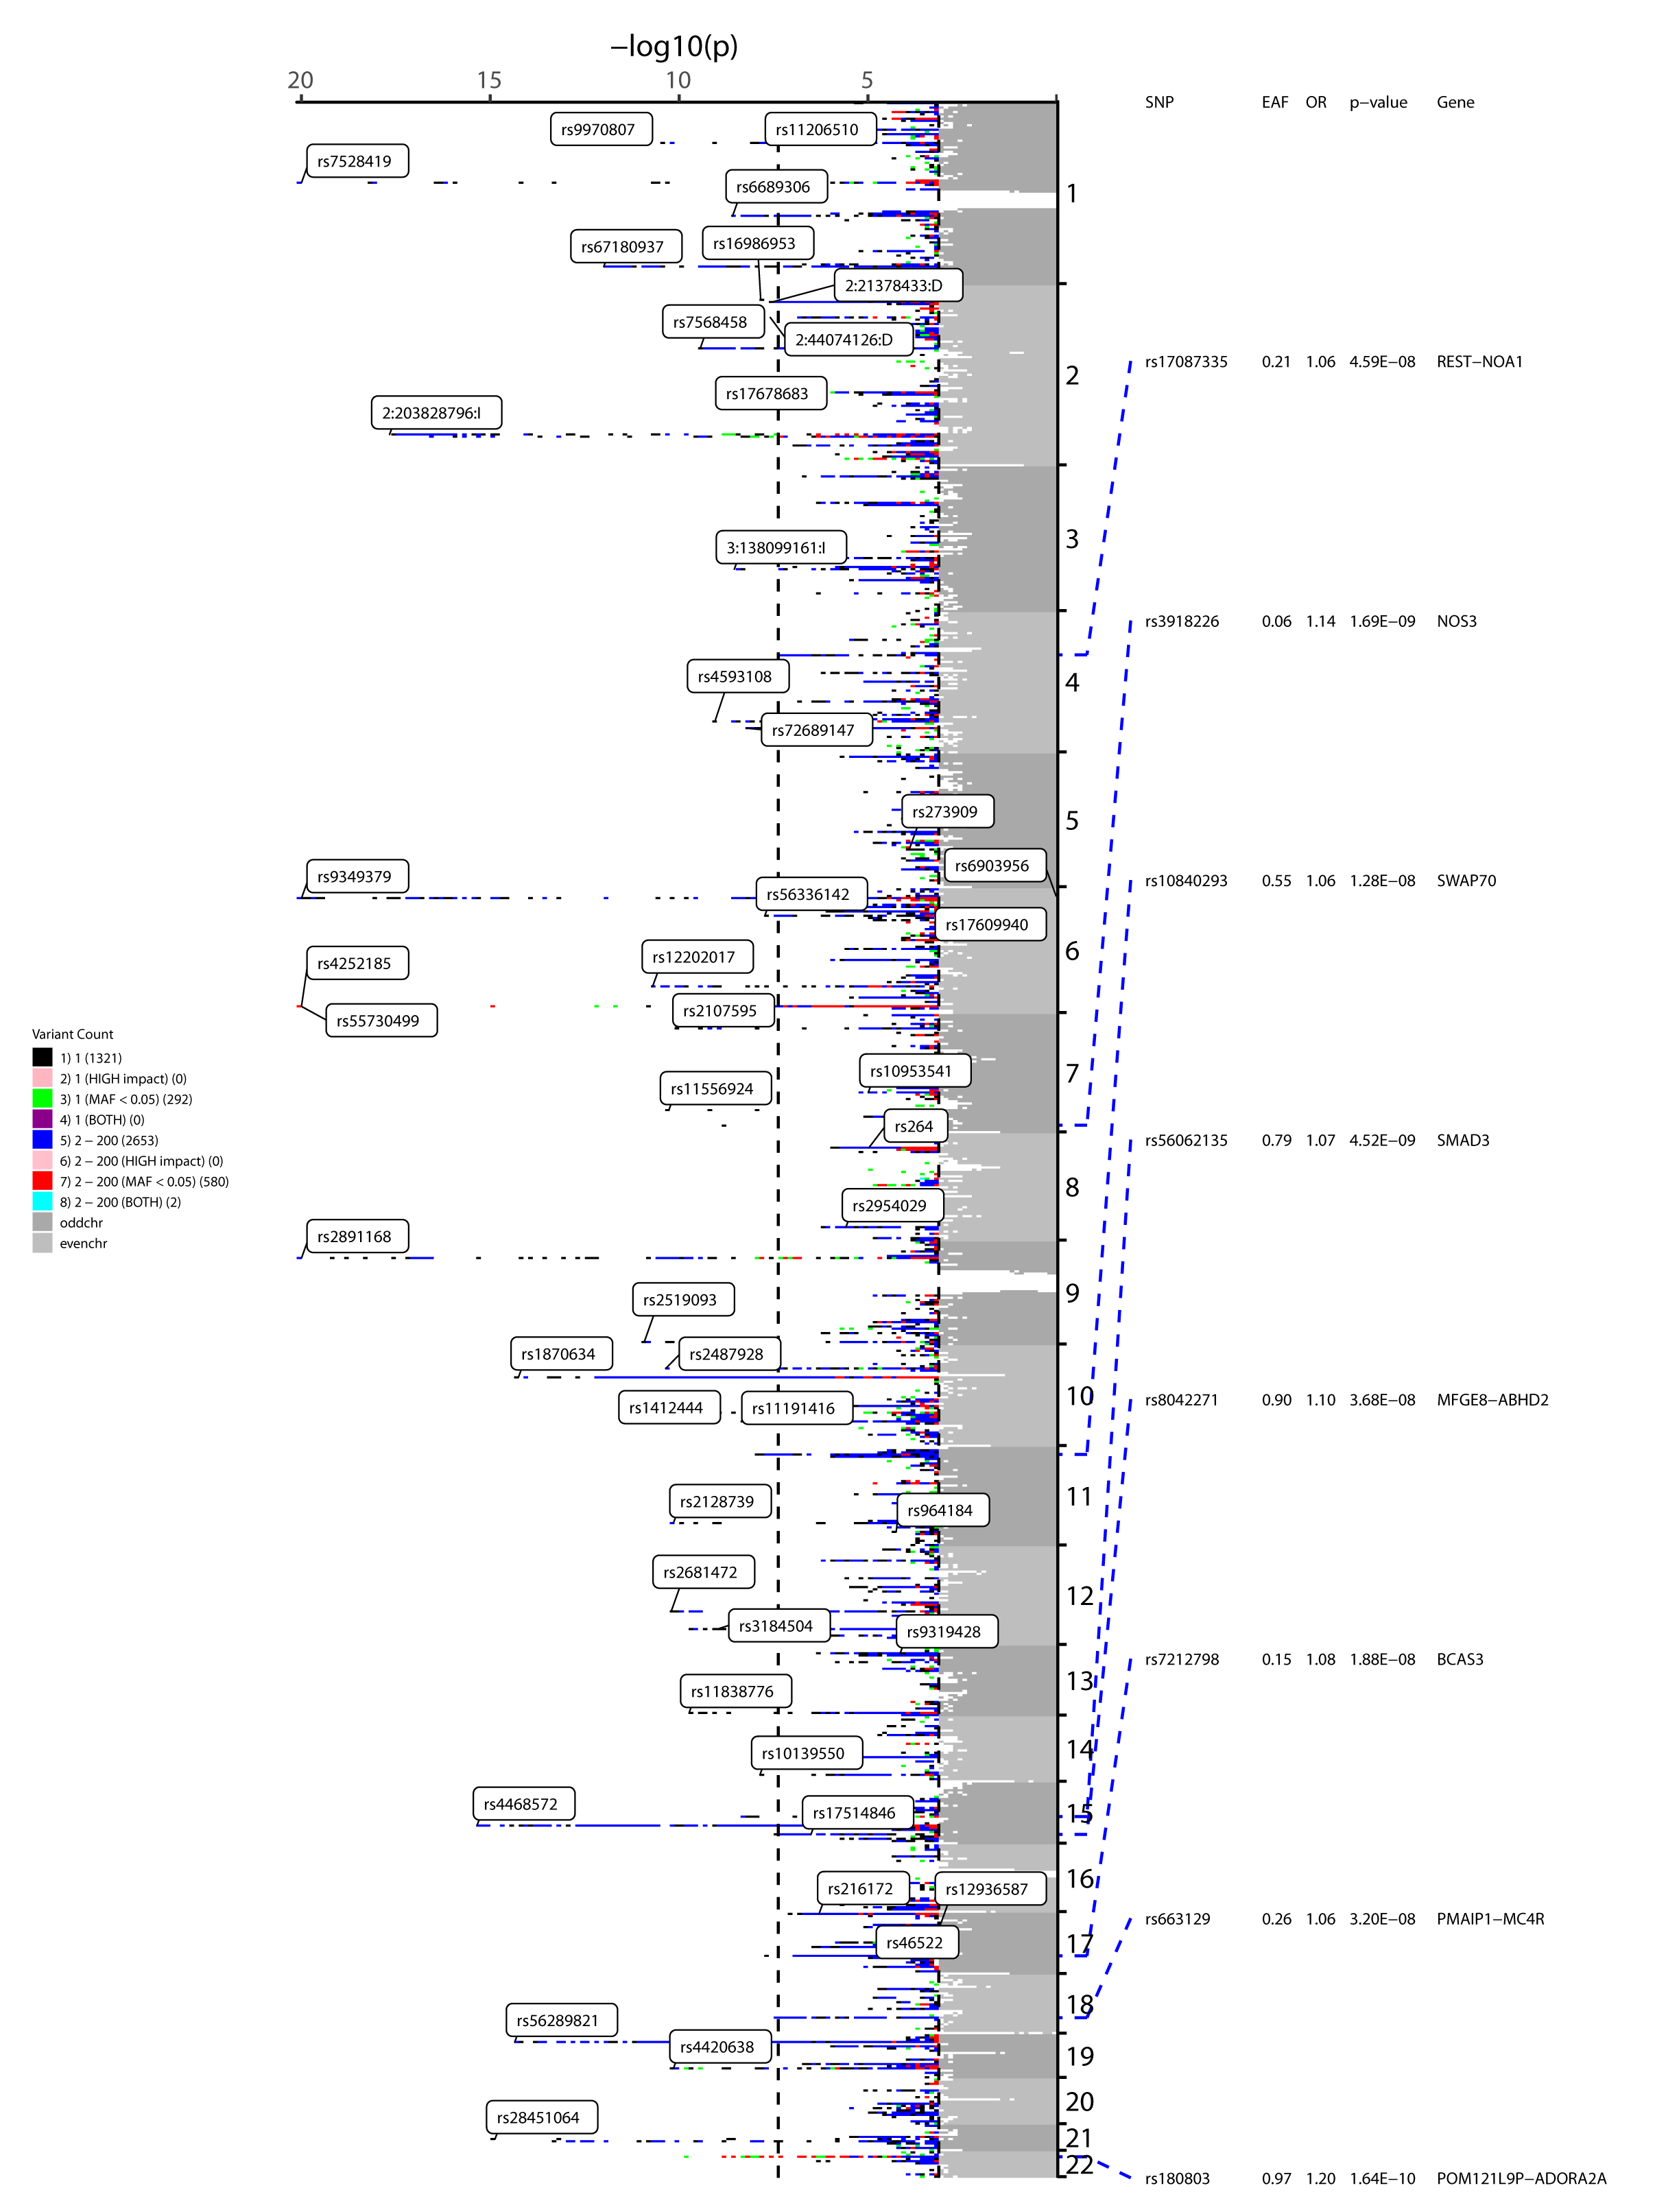 −log10(p)
20 15 10 5
SNP EAF OR p−value Gene
rs9970807 rs11206510
rs7528419
rs6689306
1
rs16986953
rs67180937
2:21378433:D
rs7568458
2:44074126:D
rs17087335 0.21 1.06 4.59E−08 REST−NOA1
2
rs17678683
2:203828796:I
3
3:138099161:I
rs3918226 0.06 1.14 1.69E−09 NOS3
rs4593108
4
rs72689147
rs273909
5
rs6903956
rs9349379
rs10840293 0.55 1.06 1.28E−08 SWAP70
rs56336142
rs17609940
6
rs12202017
rs4252185
rs2107595
rs55730499
Variant Count
1) 1 (1321)
2) 1 (HIGH impact) (0)
3) 1 (MAF < 0.05) (292)
4) 1 (BOTH) (0)
5) 2 − 200 (2653)
6) 2 − 200 (HIGH impact) (0)
7) 2 − 200 (MAF < 0.05) (580)
8) 2 − 200 (BOTH) (2)
oddchr
evenchr
rs10953541
7
rs11556924
rs264
rs56062135 0.79 1.07 4.52E−09 SMAD3
8
rs2954029
rs2891168
9
rs2519093
rs1870634 rs2487928
10
rs8042271 0.90 1.10 3.68E−08 MFGE8−ABHD2
rs1412444 rs11191416
11
rs2128739
rs964184
rs2681472
12
rs3184504
rs9319428
rs7212798 0.15 1.08 1.88E−08 BCAS3
13
rs11838776
14
rs10139550
rs4468572
rs17514846
15
16
rs216172 rs12936587
rs663129 0.26 1.06 3.20E−08 PMAIP1−MC4R
rs46522
17
18
rs56289821
rs4420638
19
20
rs28451064
21
22
rs180803 0.97 1.20 1.64E−10 POM121L9P−ADORA2A